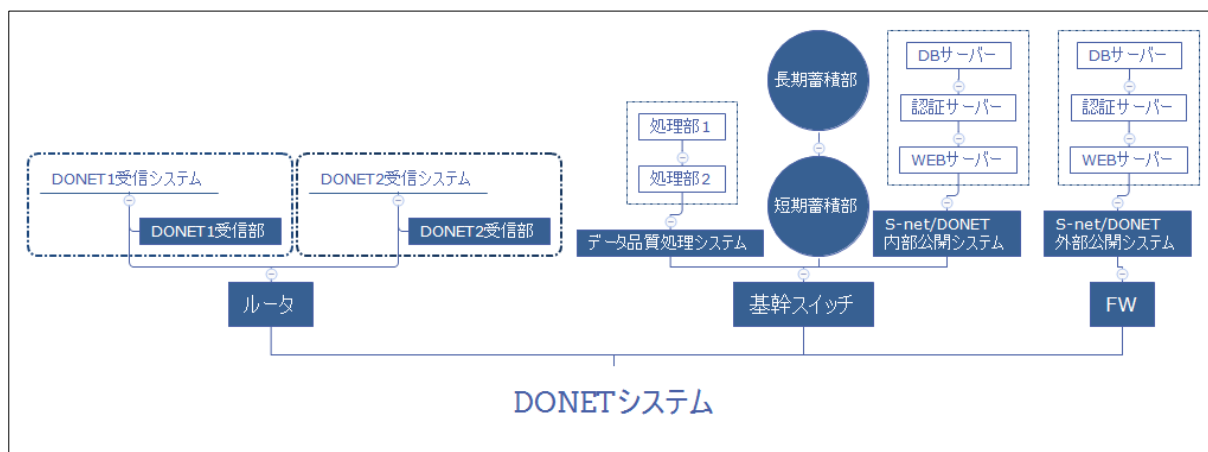 DONET1受信システム
DONET1受信部
DONET2受信システム
DONET2受信部
ルータ
処理部1
処理部2
データ品質処理システム
長期蓄積部
短期蓄積部
DBサーバー
認証サーバー
WEBサーバー
S-net/DONET
内部公開システム
基幹スイッチ
DBサーバー
認証サーバー
WEBサーバー
S-net/DONET
外部公開システム
FW
DONETシステム